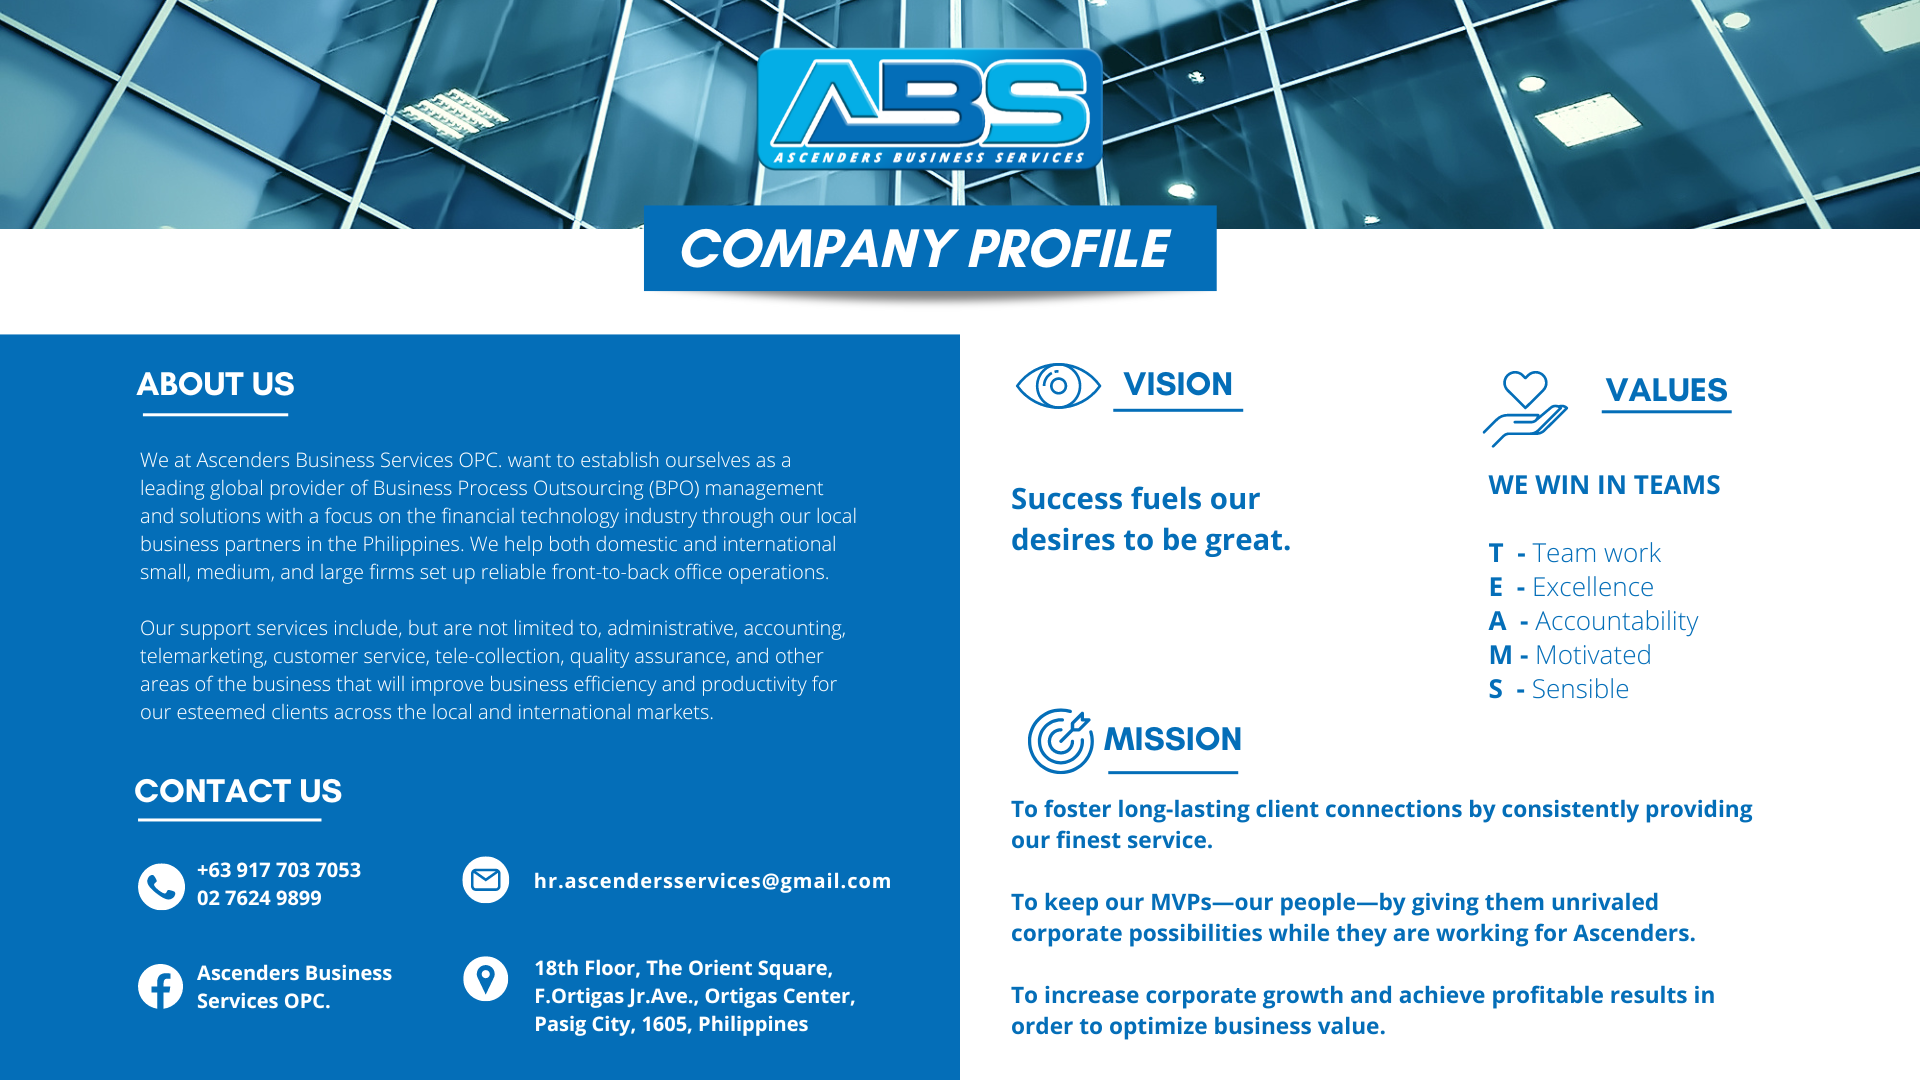 ABS
ASCENDERS BUSINESS SERVICES
COMPANY PROFILE
ABOUT US
We at Ascenders Business Services OPC. want to establish ourselves as a
leading global provider of Business Process Outsourcing (BPO) management
and solutions with a focus on the financial technology industry through our local
business partners in the Philippines. We help both domestic and international
small, medium, and large firms set up reliable front-to-back office operations.
Our support services include, but are not limited to, administrative, accounting,
telemarketing, customer service, tele-collection, quality assurance, and other
areas of the business that will improve business efficiency and productivity for
our esteemed clients across the local and international markets.
CONTACT US
+63 917 703 7053
02 7624 9899
hr.ascendersservices@gmail.com
Ascenders Business
Services OPC.
18th Floor, The Orient Square,
F.Ortigas Jr.Ave., Ortigas Center,
Pasig City, 1605, Philippines
VISION
Success fuels our
desires to be great.
VALUES
WE WIN IN TEAMS
T - Team work
E - Excellence
A - Accountability
M - Motivated
S - Sensible
MISSION
To foster long-lasting client connections by consistently providing
our finest service.
To keep our MVPs—our people—by giving them unrivaled
corporate possibilities while they are working for Ascenders.
To increase corporate growth and achieve profitable results in
order to optimize business value.